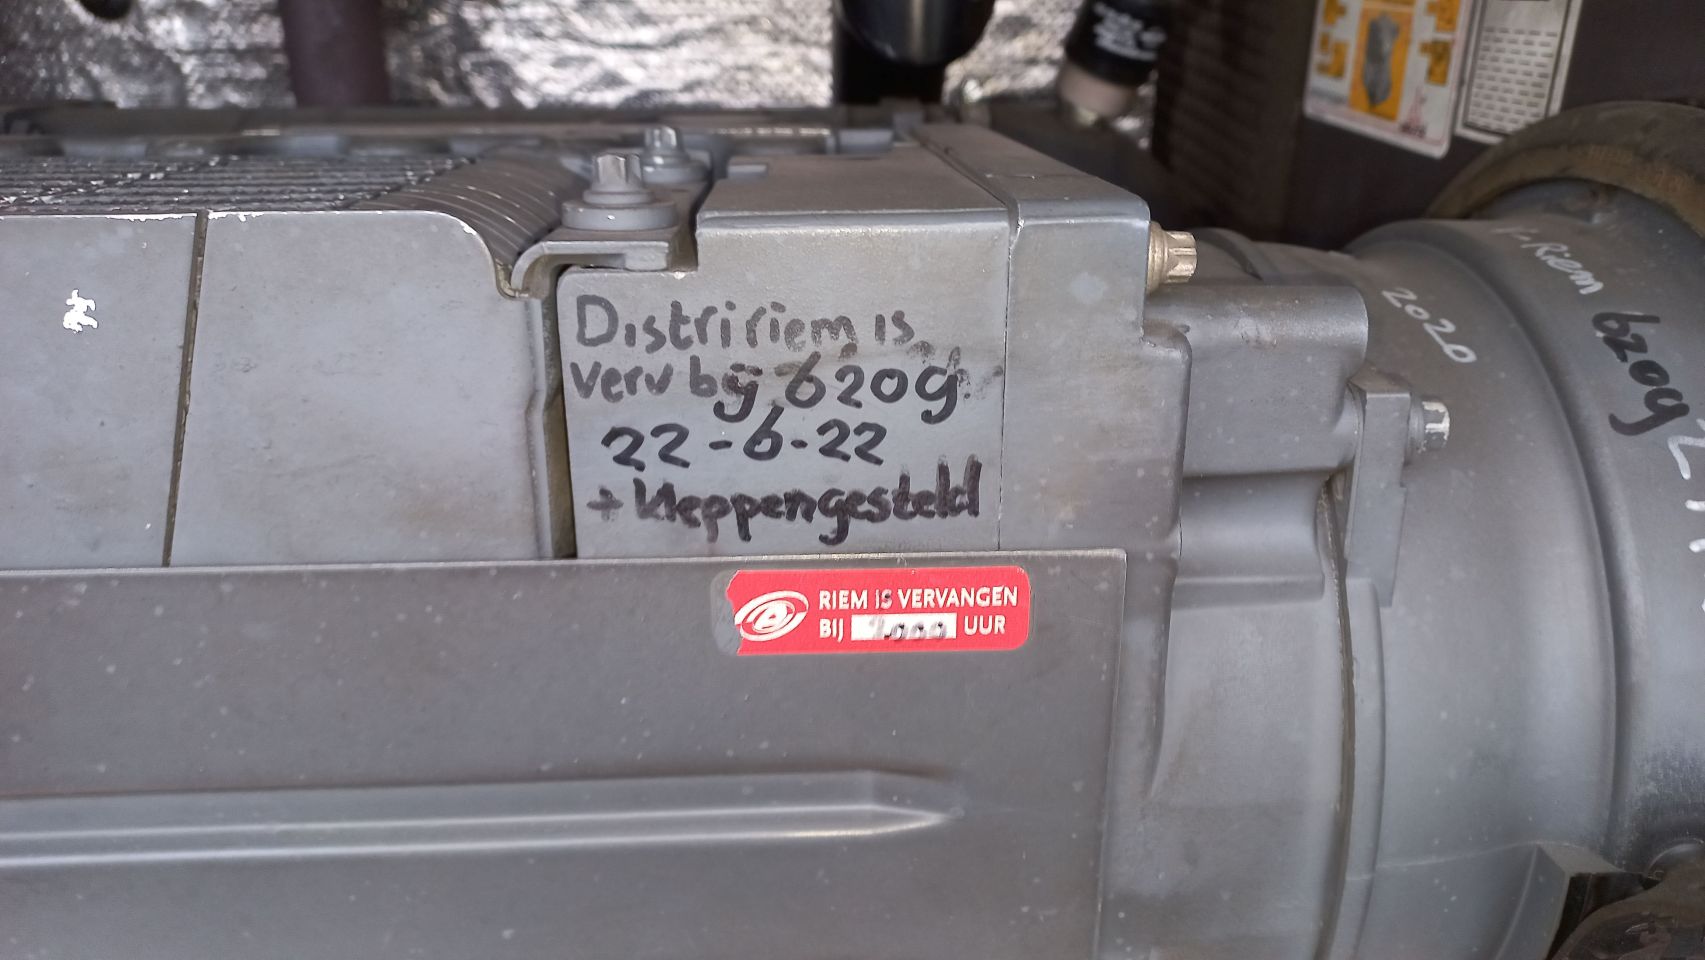 Distririem is
verv bij 6209
22-6-22
+ kleppengesteld
RIEM IS VERVANGEN
BIJ UUR
V-Riem 6209
2020